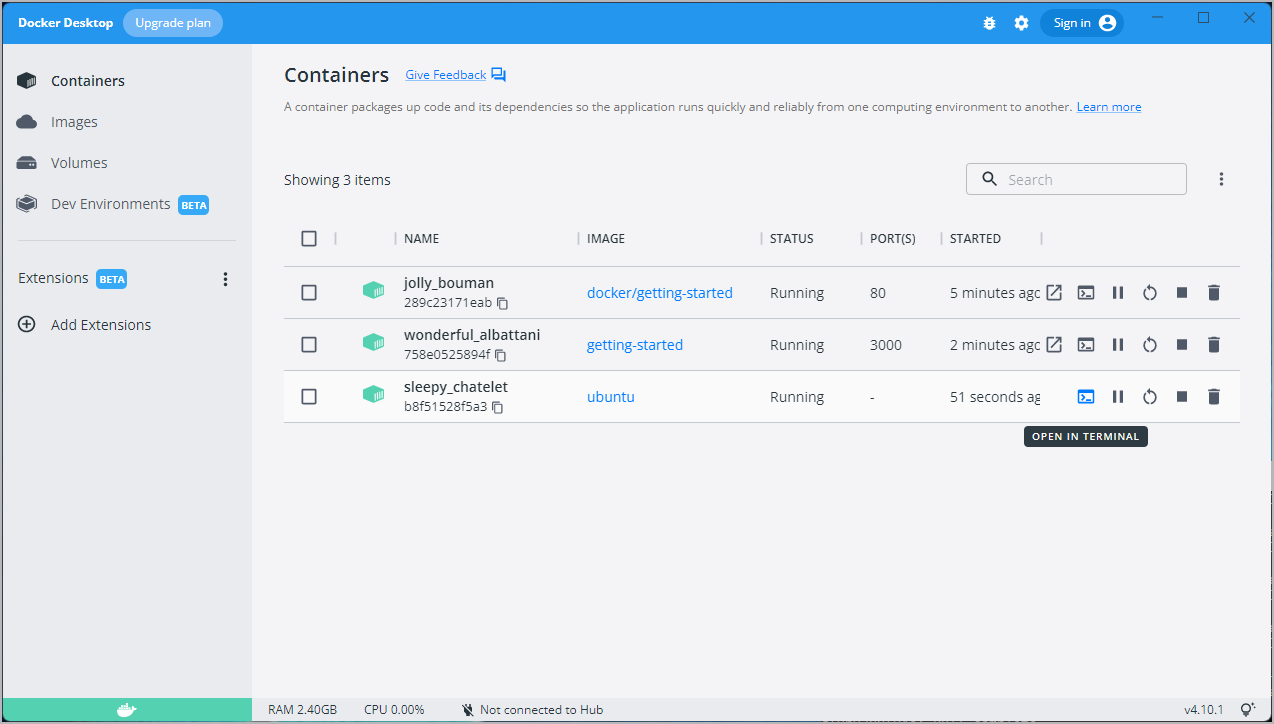 Docker Desktop Upgrade plan Sign in
Containers
Images
Volumes
Dev Environments BETA
Extensions BETA
Add Extensions
Containers Give Feedback
A container packages up code and its dependencies so the application runs quickly and reliably from one computing environment to another. Learn more
Showing 3 items Search
NAME IMAGE STATUS PORT(S) STARTED
jolly_bouman
289c23171eab docker/getting-started Running 80 5 minutes agc
wonderful_albattani
758e0525894f getting-started Running 3000 2 minutes agc
sleepy_chatelet
b8f51528f5a3 ubuntu Running - 51 seconds ag
OPEN IN TERMINAL
RAM 2.40GB CPU 0.00% Not connected to Hub v4.10.1